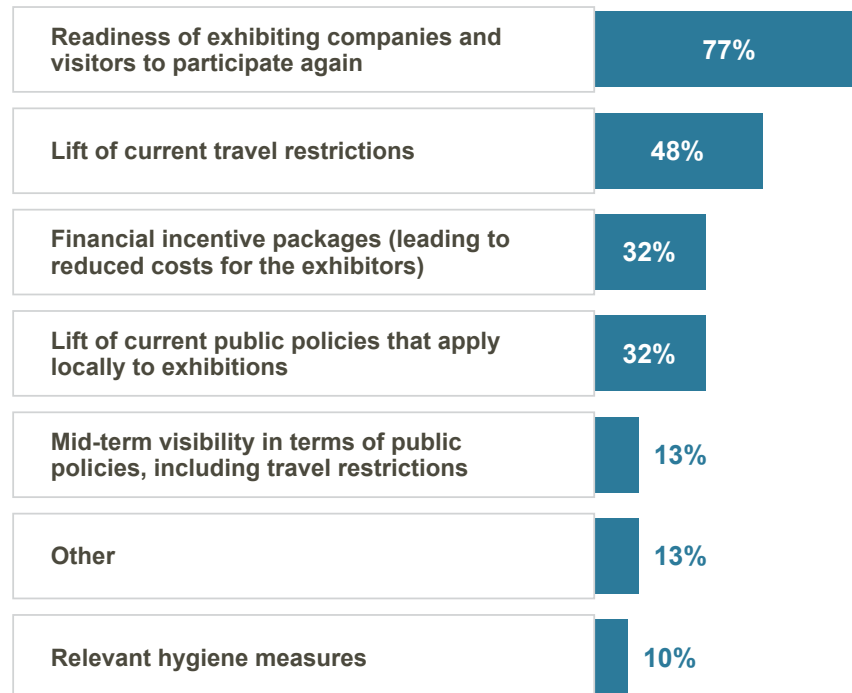 Readiness of exhibiting companies and
visitors to participate again
77%
Lift of current travel restrictions
48%
Financial incentive packages (leading to
reduced costs for the exhibitors)
32%
Lift of current public policies that apply
locally to exhibitions
32%
Mid-term visibility in terms of public
policies, including travel restrictions
13%
Other
13%
Relevant hygiene measures
10%